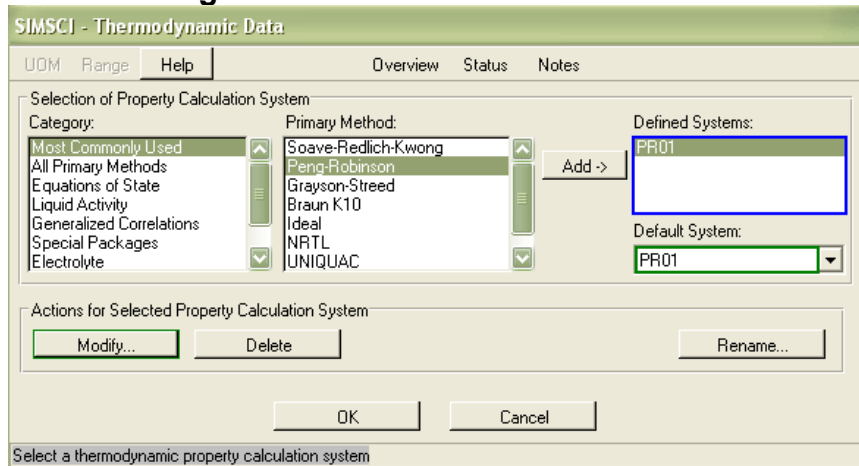 SIMSCI - Thermodynamic Data
UOM Range Help Overview Status Notes
Selection of Property Calculation System
Category:
Most Commonly Used
All Primary Methods
Equations of State
Liquid Activity
Generalized Correlations
Special Packages
Electrolyte
Primary Method:
Soave-Redlich-Kwong
Peng-Robinson
Grayson-Streed
Braun K10
Ideal
NRTL
UNIQUAC
Add ->
Defined Systems:
PR01
Default System:
PR01
Actions for Selected Property Calculation System
Modify... Delete Rename...
OK Cancel
Select a thermodynamic property calculation system